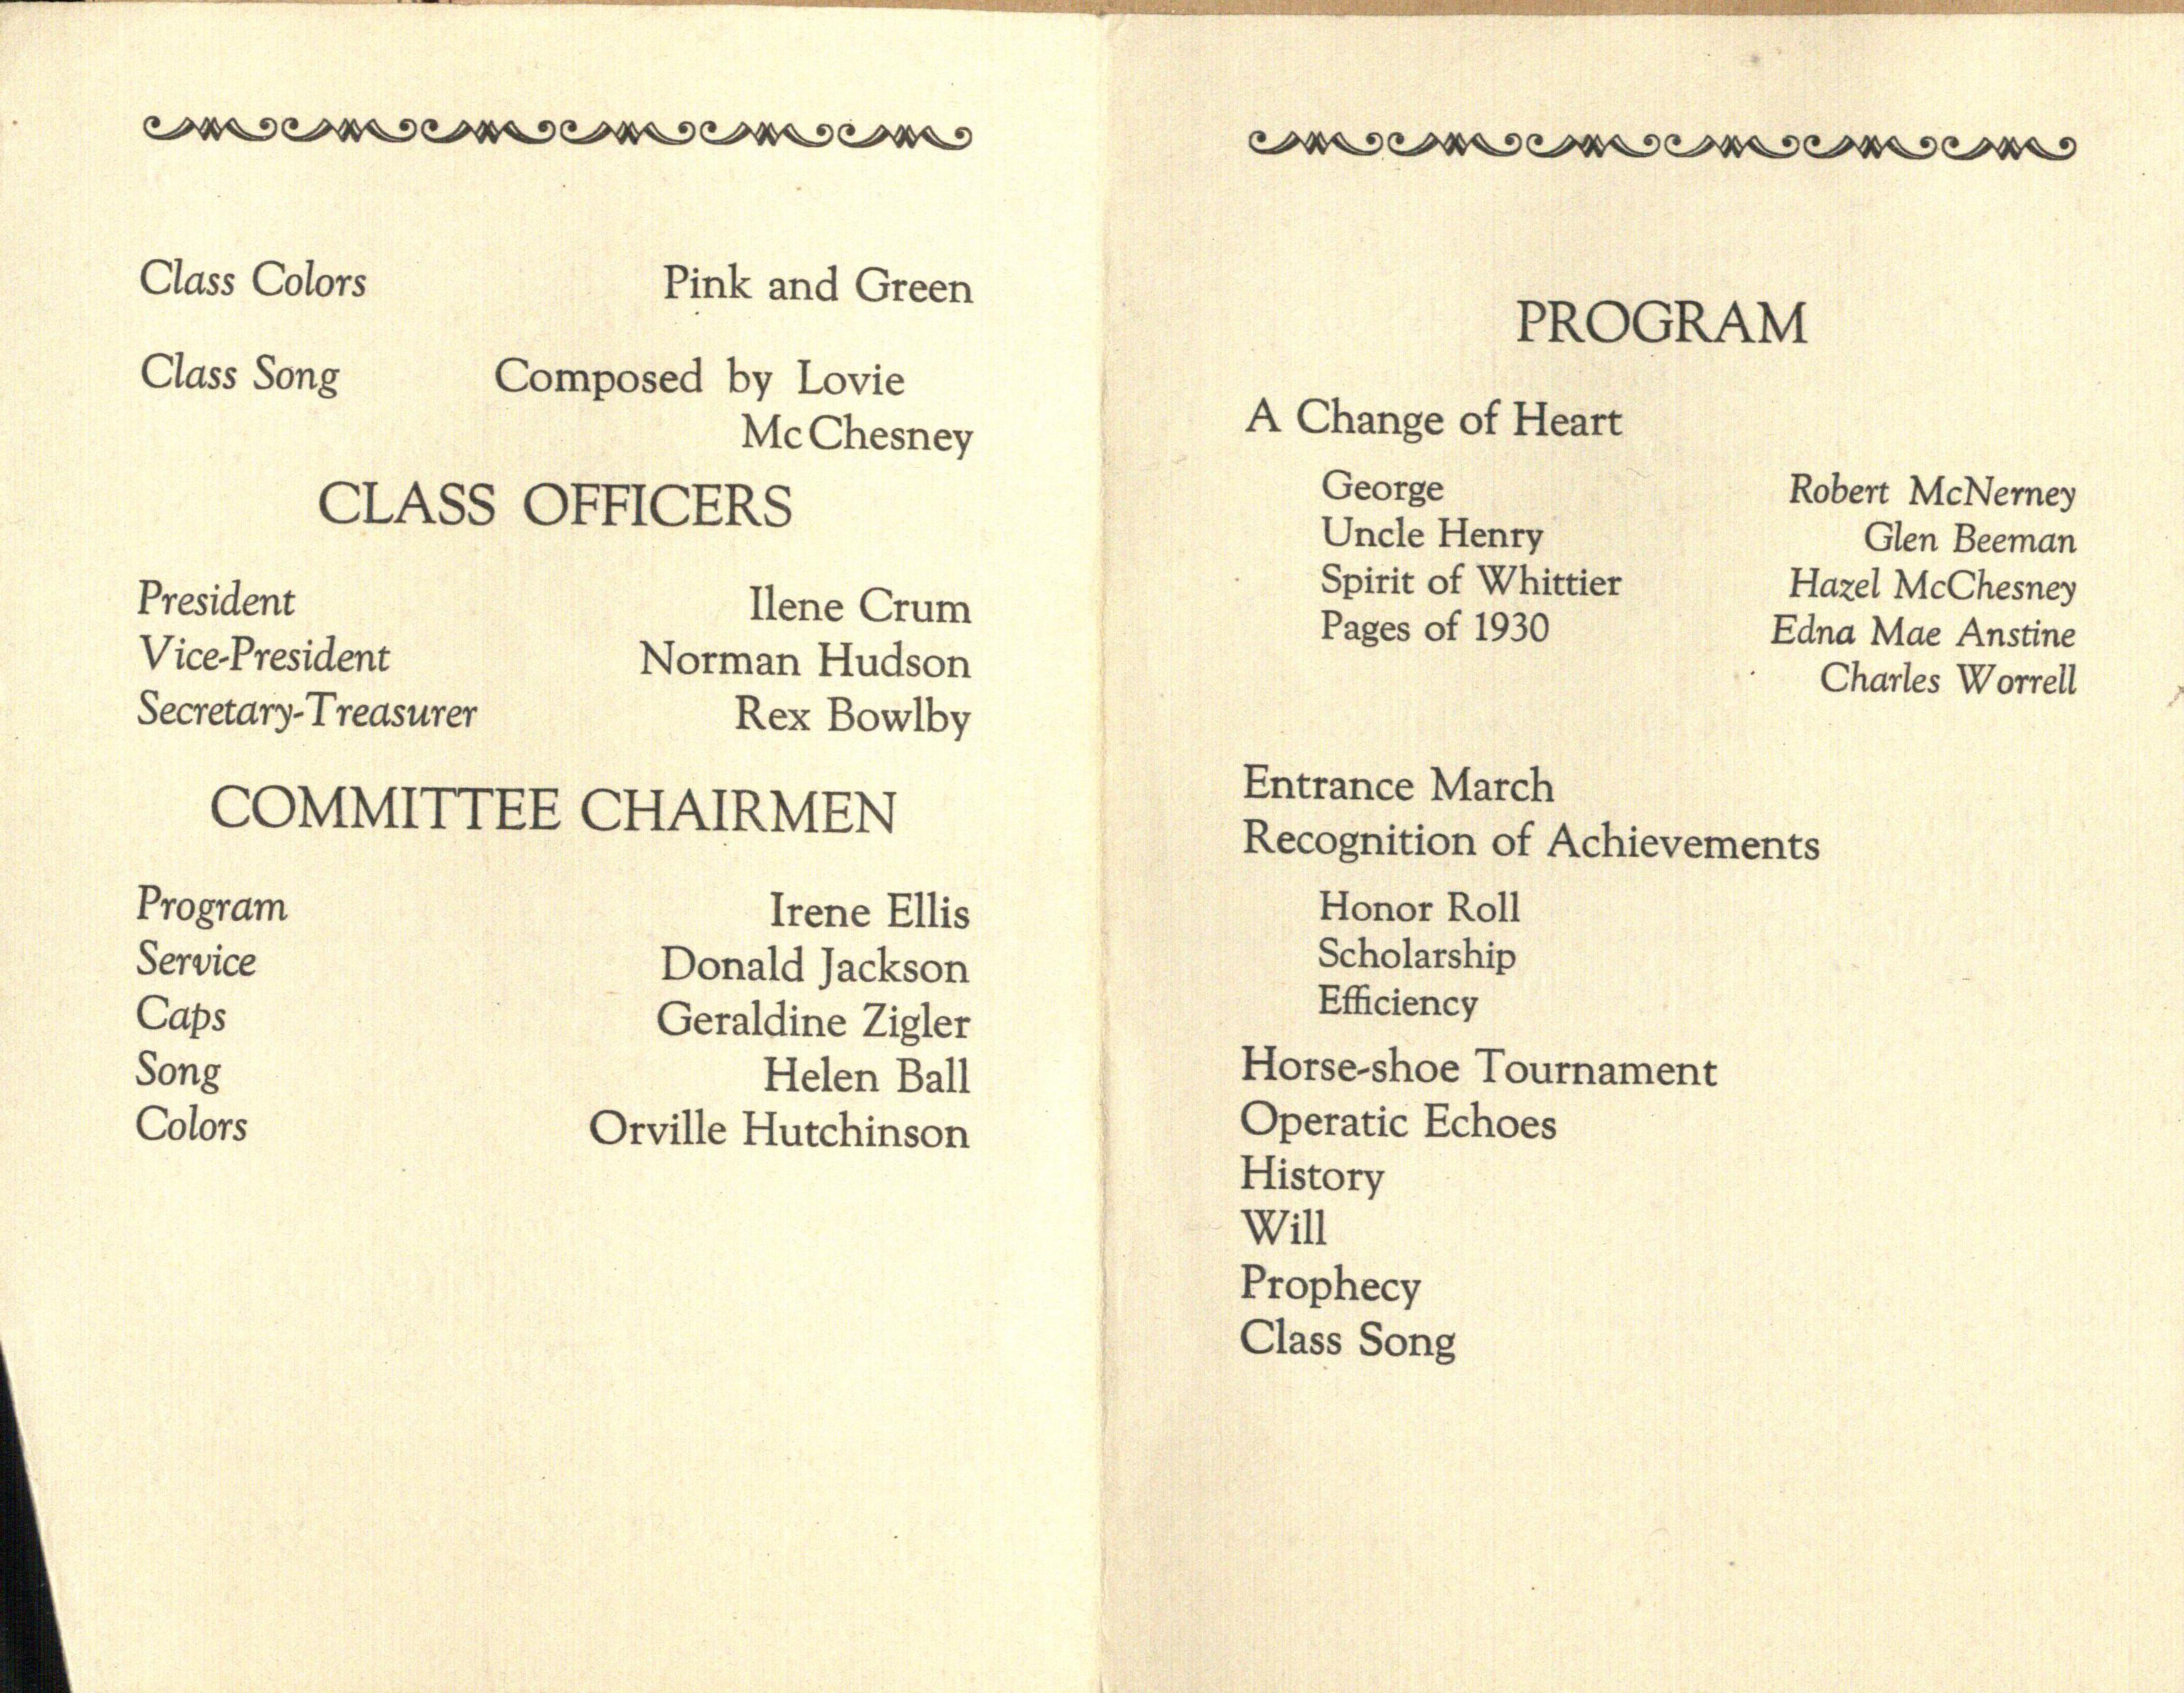 Class Colors Pink and Green
Class Song Composed by Lovie
McChesney
CLASS OFFICERS
President Ilene Crum
Vice-President Norman Hudson
Secretary-Treasurer Rex Bowlby
COMMITTEE CHAIRMEN
Program Irene Ellis
Service Donald Jackson
Caps Geraldine Zigler
Song Helen Ball
Colors Orville Hutchinson
PROGRAM
A Change of Heart
George Robert McNerney
Uncle Henry Glen Beeman
Spirit of Whittier Hazel McChesney
Pages of 1930 Edna Mae Anstine
Charles Worrell
Entrance March
Recognition of Achievements
Honor Roll
Scholarship
Efficiency
Horse-shoe Tournament
Operatic Echoes
History
Will
Prophecy
Class Song